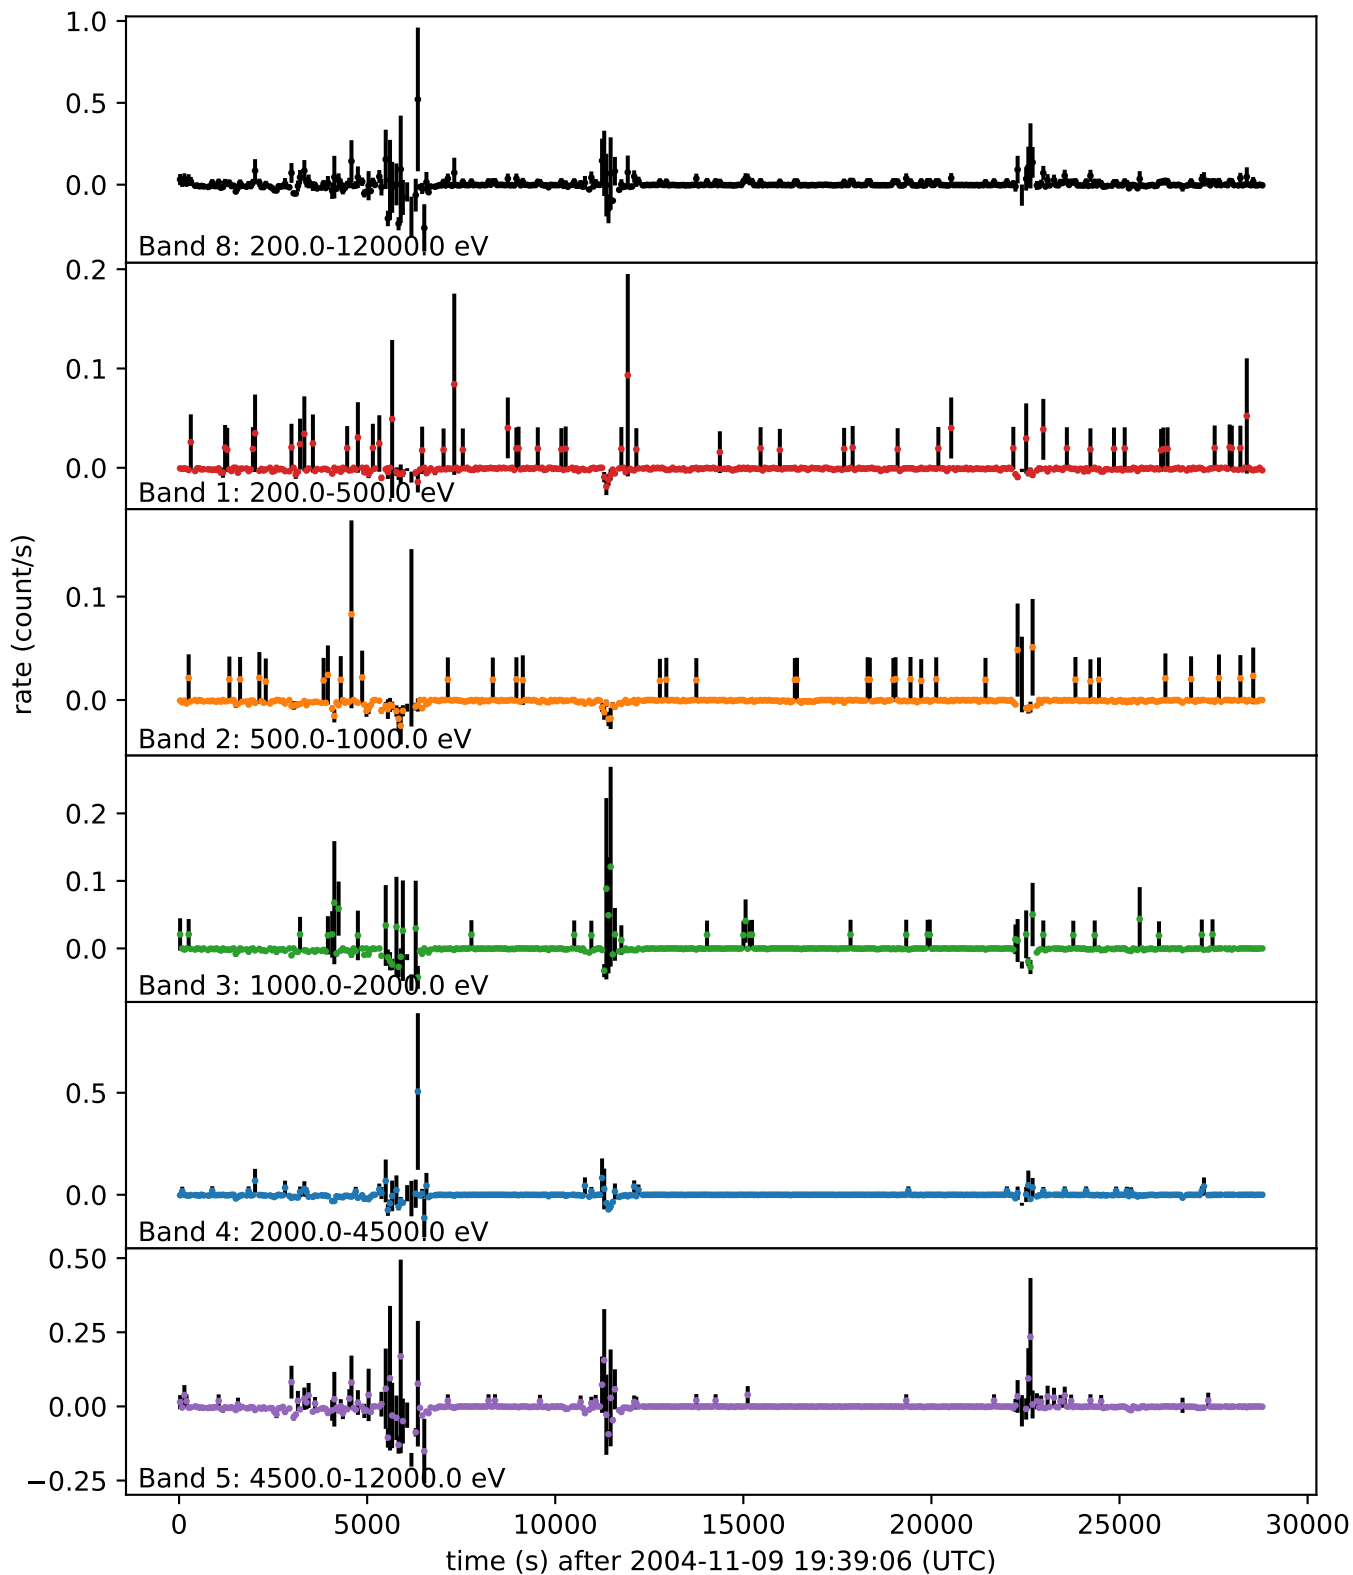 1.0
0.5
0.0
Band 8: 200.0-12000.0 eV
0.2
0.1
0.0
Band 1: 200.0-500.0 eV
rate (count/s)
0.1
0.0
Band 2: 500.0-1000.0 eV
0.2
0.1
0.0
Band 3: 1000.0-2000.0 eV
0.5
0.0
Band 4: 2000.0-4500.0 eV
0.50
0.25
0.00
−0.25
Band 5: 4500.0-12000.0 eV
0 5000 10000 15000 20000 25000 30000
time (s) after 2004-11-09 19:39:06 (UTC)